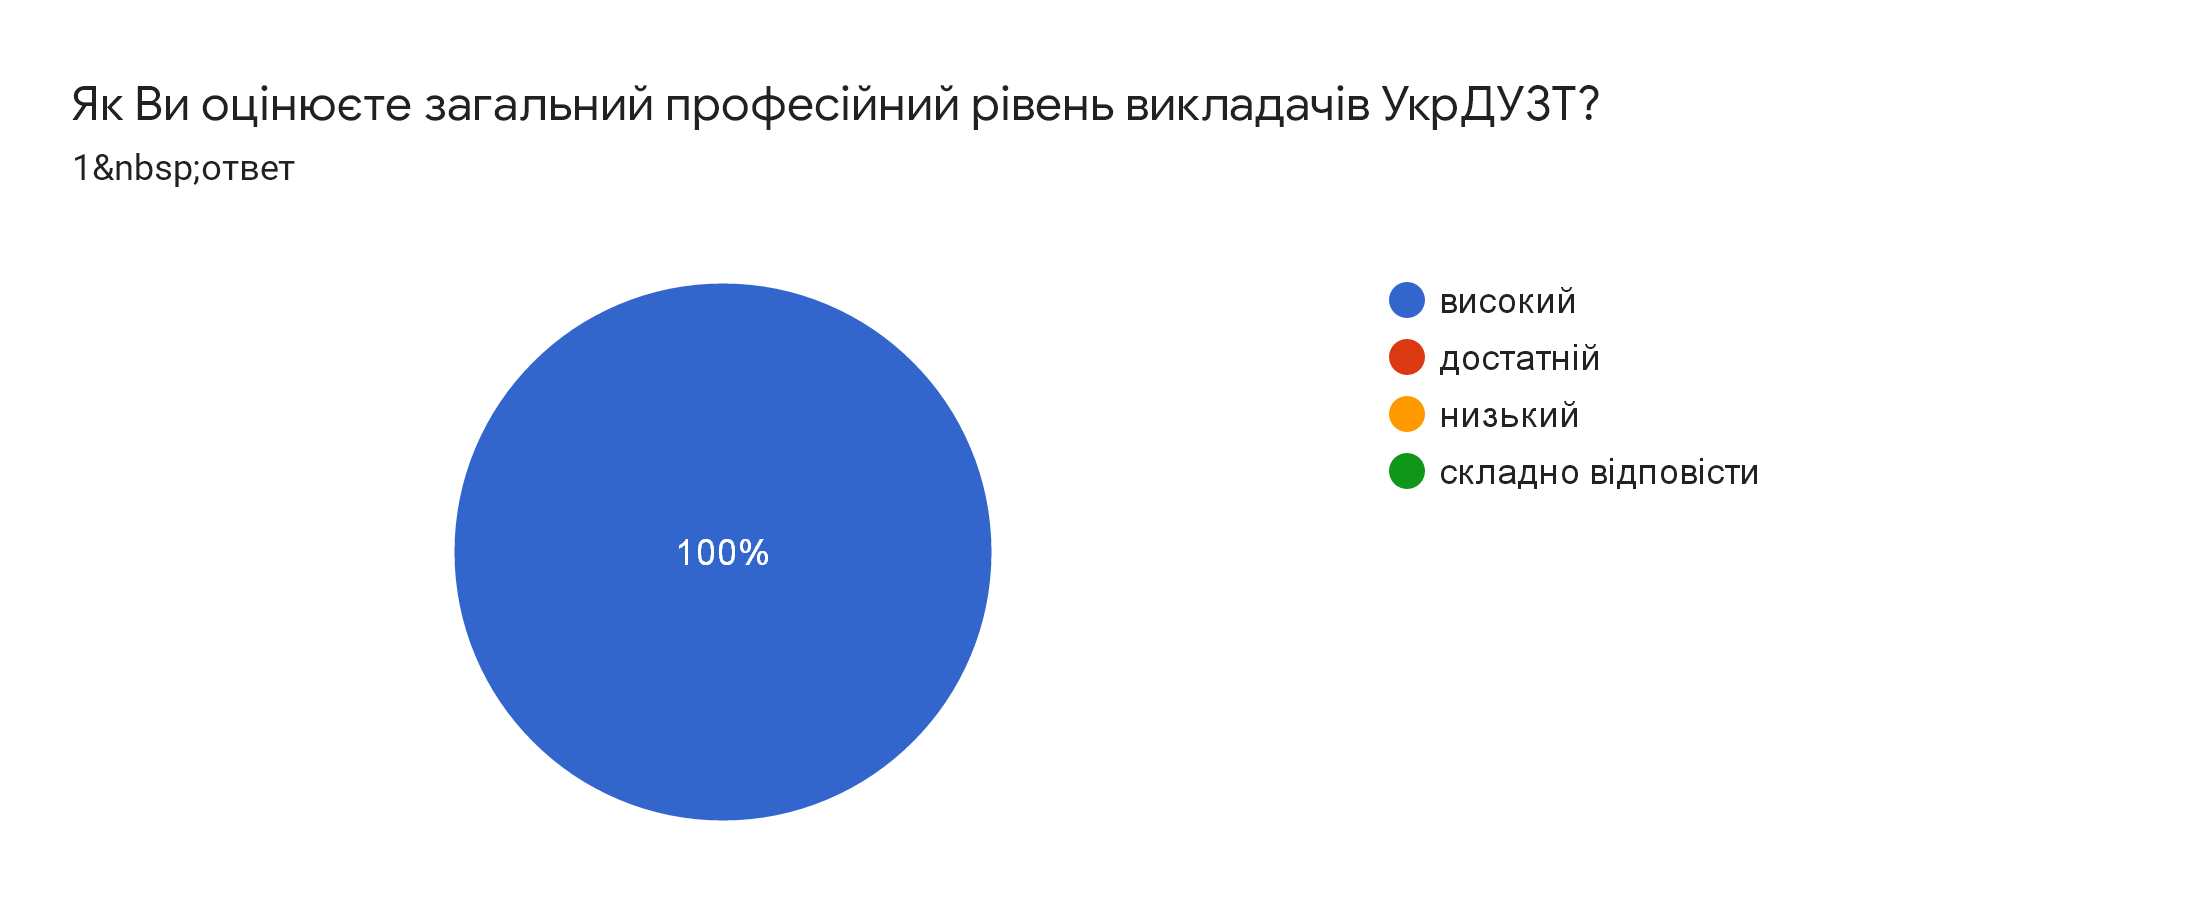 Як Ви оцінюєте загальний професійний рівень викладачів УкрДУЗТ?
1&nbsp;ответ
високий
достатній
низький
складно відповісти
100%